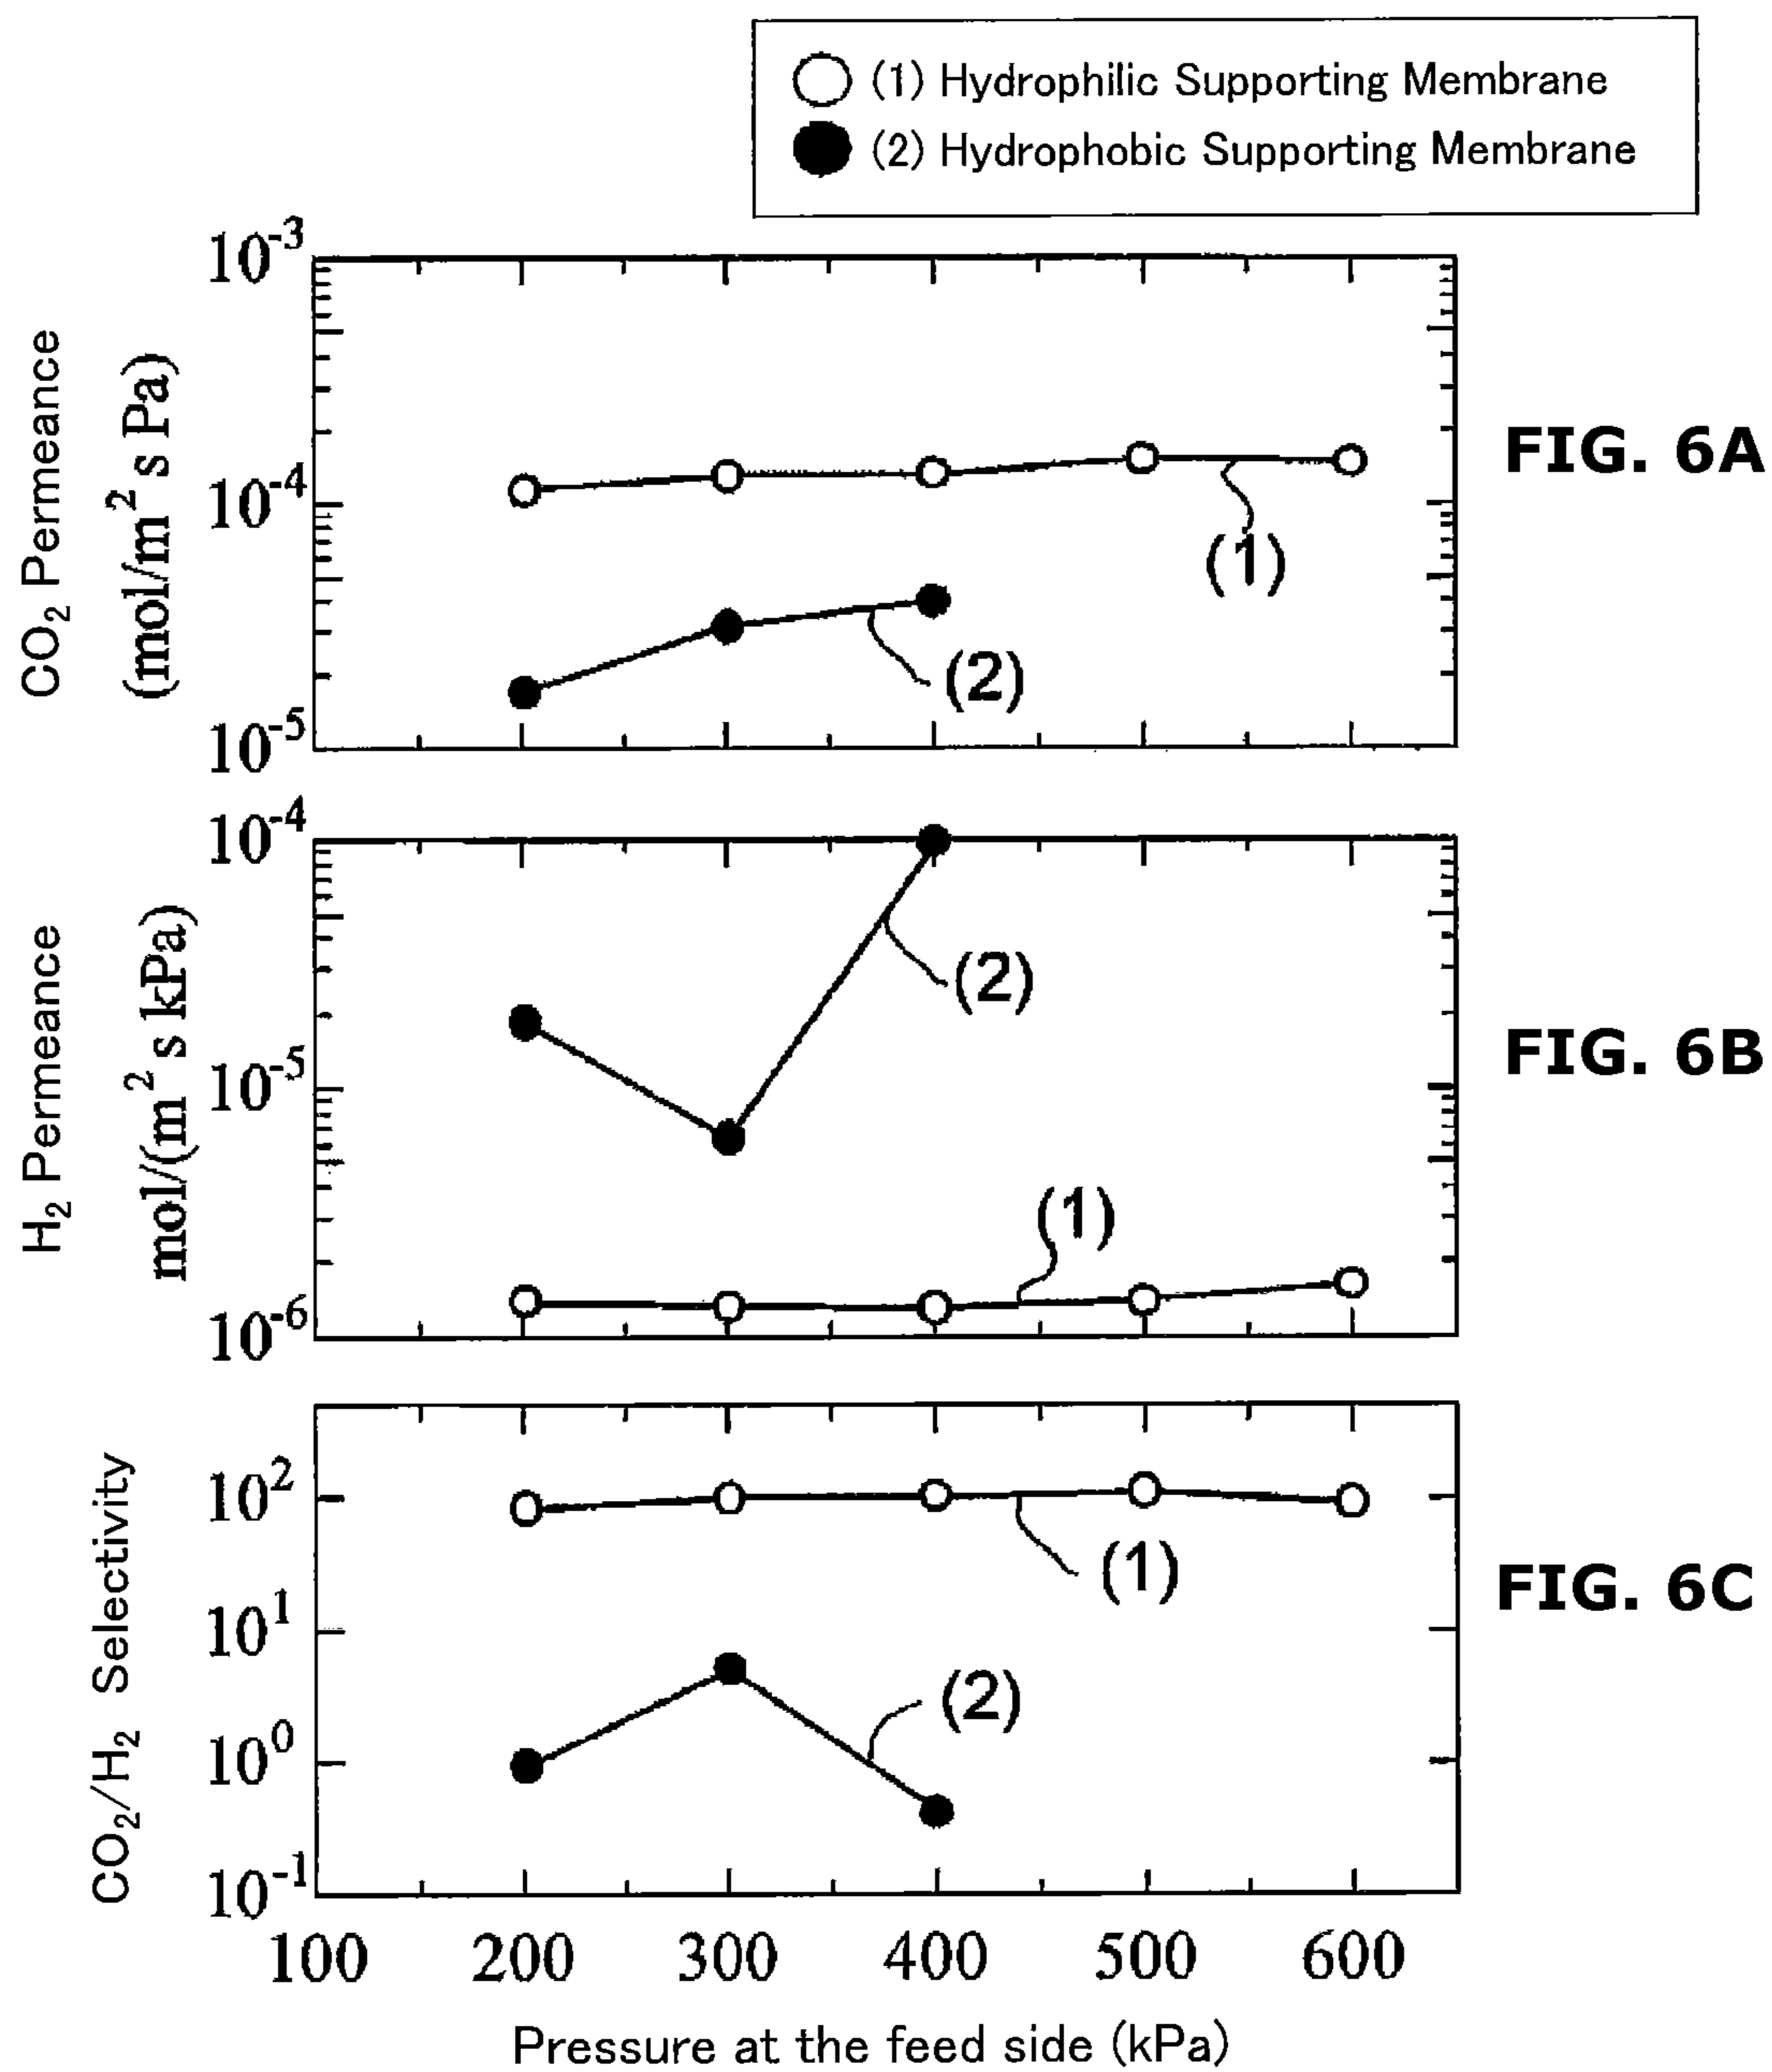 (1) Hydrophilic Supporting Membrane
(2) Hydrophobic Supporting Membrane
CO₂ Permeance
(mol/m² s Pa)
10⁻³
10⁻⁴
10⁻⁵
(1)
(2)
FIG. 6A
H₂ Permeance
mol/(m² s kPa)
10⁻⁴
10⁻⁵
10⁻⁶
(2)
(1)
FIG. 6B
CO₂/H₂ Selectivity
10²
10¹
10⁰
10⁻¹
(1)
(2)
FIG. 6C
100 200 300 400 500 600
Pressure at the feed side (kPa)